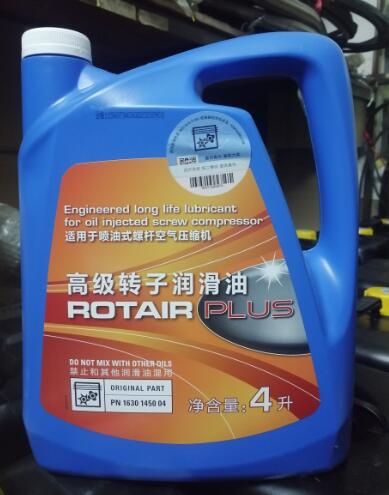 Engineered long life lubricant
for oil injected screw compressor
适用于喷油式螺杆空气压缩机
高级转子润滑油
ROTAIR PLUS
DO NOT MIX WITH OTHER OILS
禁止和其他润滑油混用
ORIGINAL PART
PN 1630 1450 04
净含量: 4 升